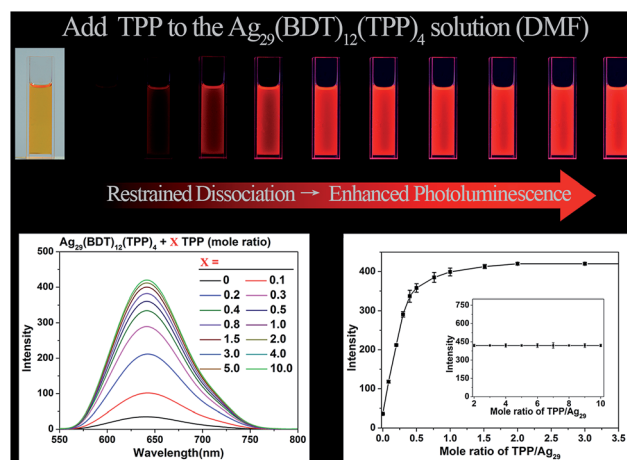 Add TPP to the Ag29(BDT)12(TPP)4 solution (DMF)
Restrained Dissociation → Enhanced Photoluminescence
Ag29(BDT)12(TPP)4 + X TPP (mole ratio)
X =
0 0.1
0.2 0.3
0.4 0.5
0.8 1.0
1.5 2.0
3.0 4.0
5.0 10.0
Intensity
500
400
300
200
100
0
550 600 650 700 750 800
Wavelength(nm)
Intensity
400
300
200
100
0
0.0 0.5 1.0 1.5 2.0 2.5 3.0 3.5
Mole ratio of TPP/Ag29
Intensity
750
600
450
300
150
0
2 4 6 8 10
Mole ratio of TPP/Ag29